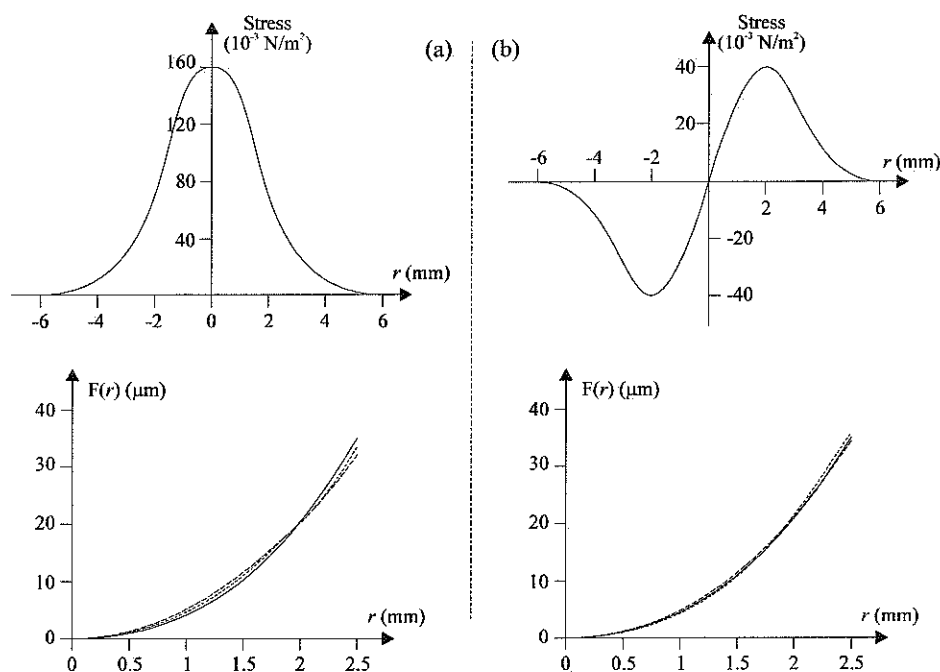 Stress
(10⁻³ N/m²)
(a)
160
120
80
40
r (mm)
-6 -4 -2 0 2 4 6
F(r) (μm)
40
30
20
10
0
r (mm)
0 0.5 1 1.5 2 2.5
(b)
Stress
(10⁻³ N/m²)
40
20
-6 -4 -2
r (mm)
2 4 6
-20
-40
F(r) (μm)
40
30
20
10
0
r (mm)
0 0.5 1 1.5 2 2.5